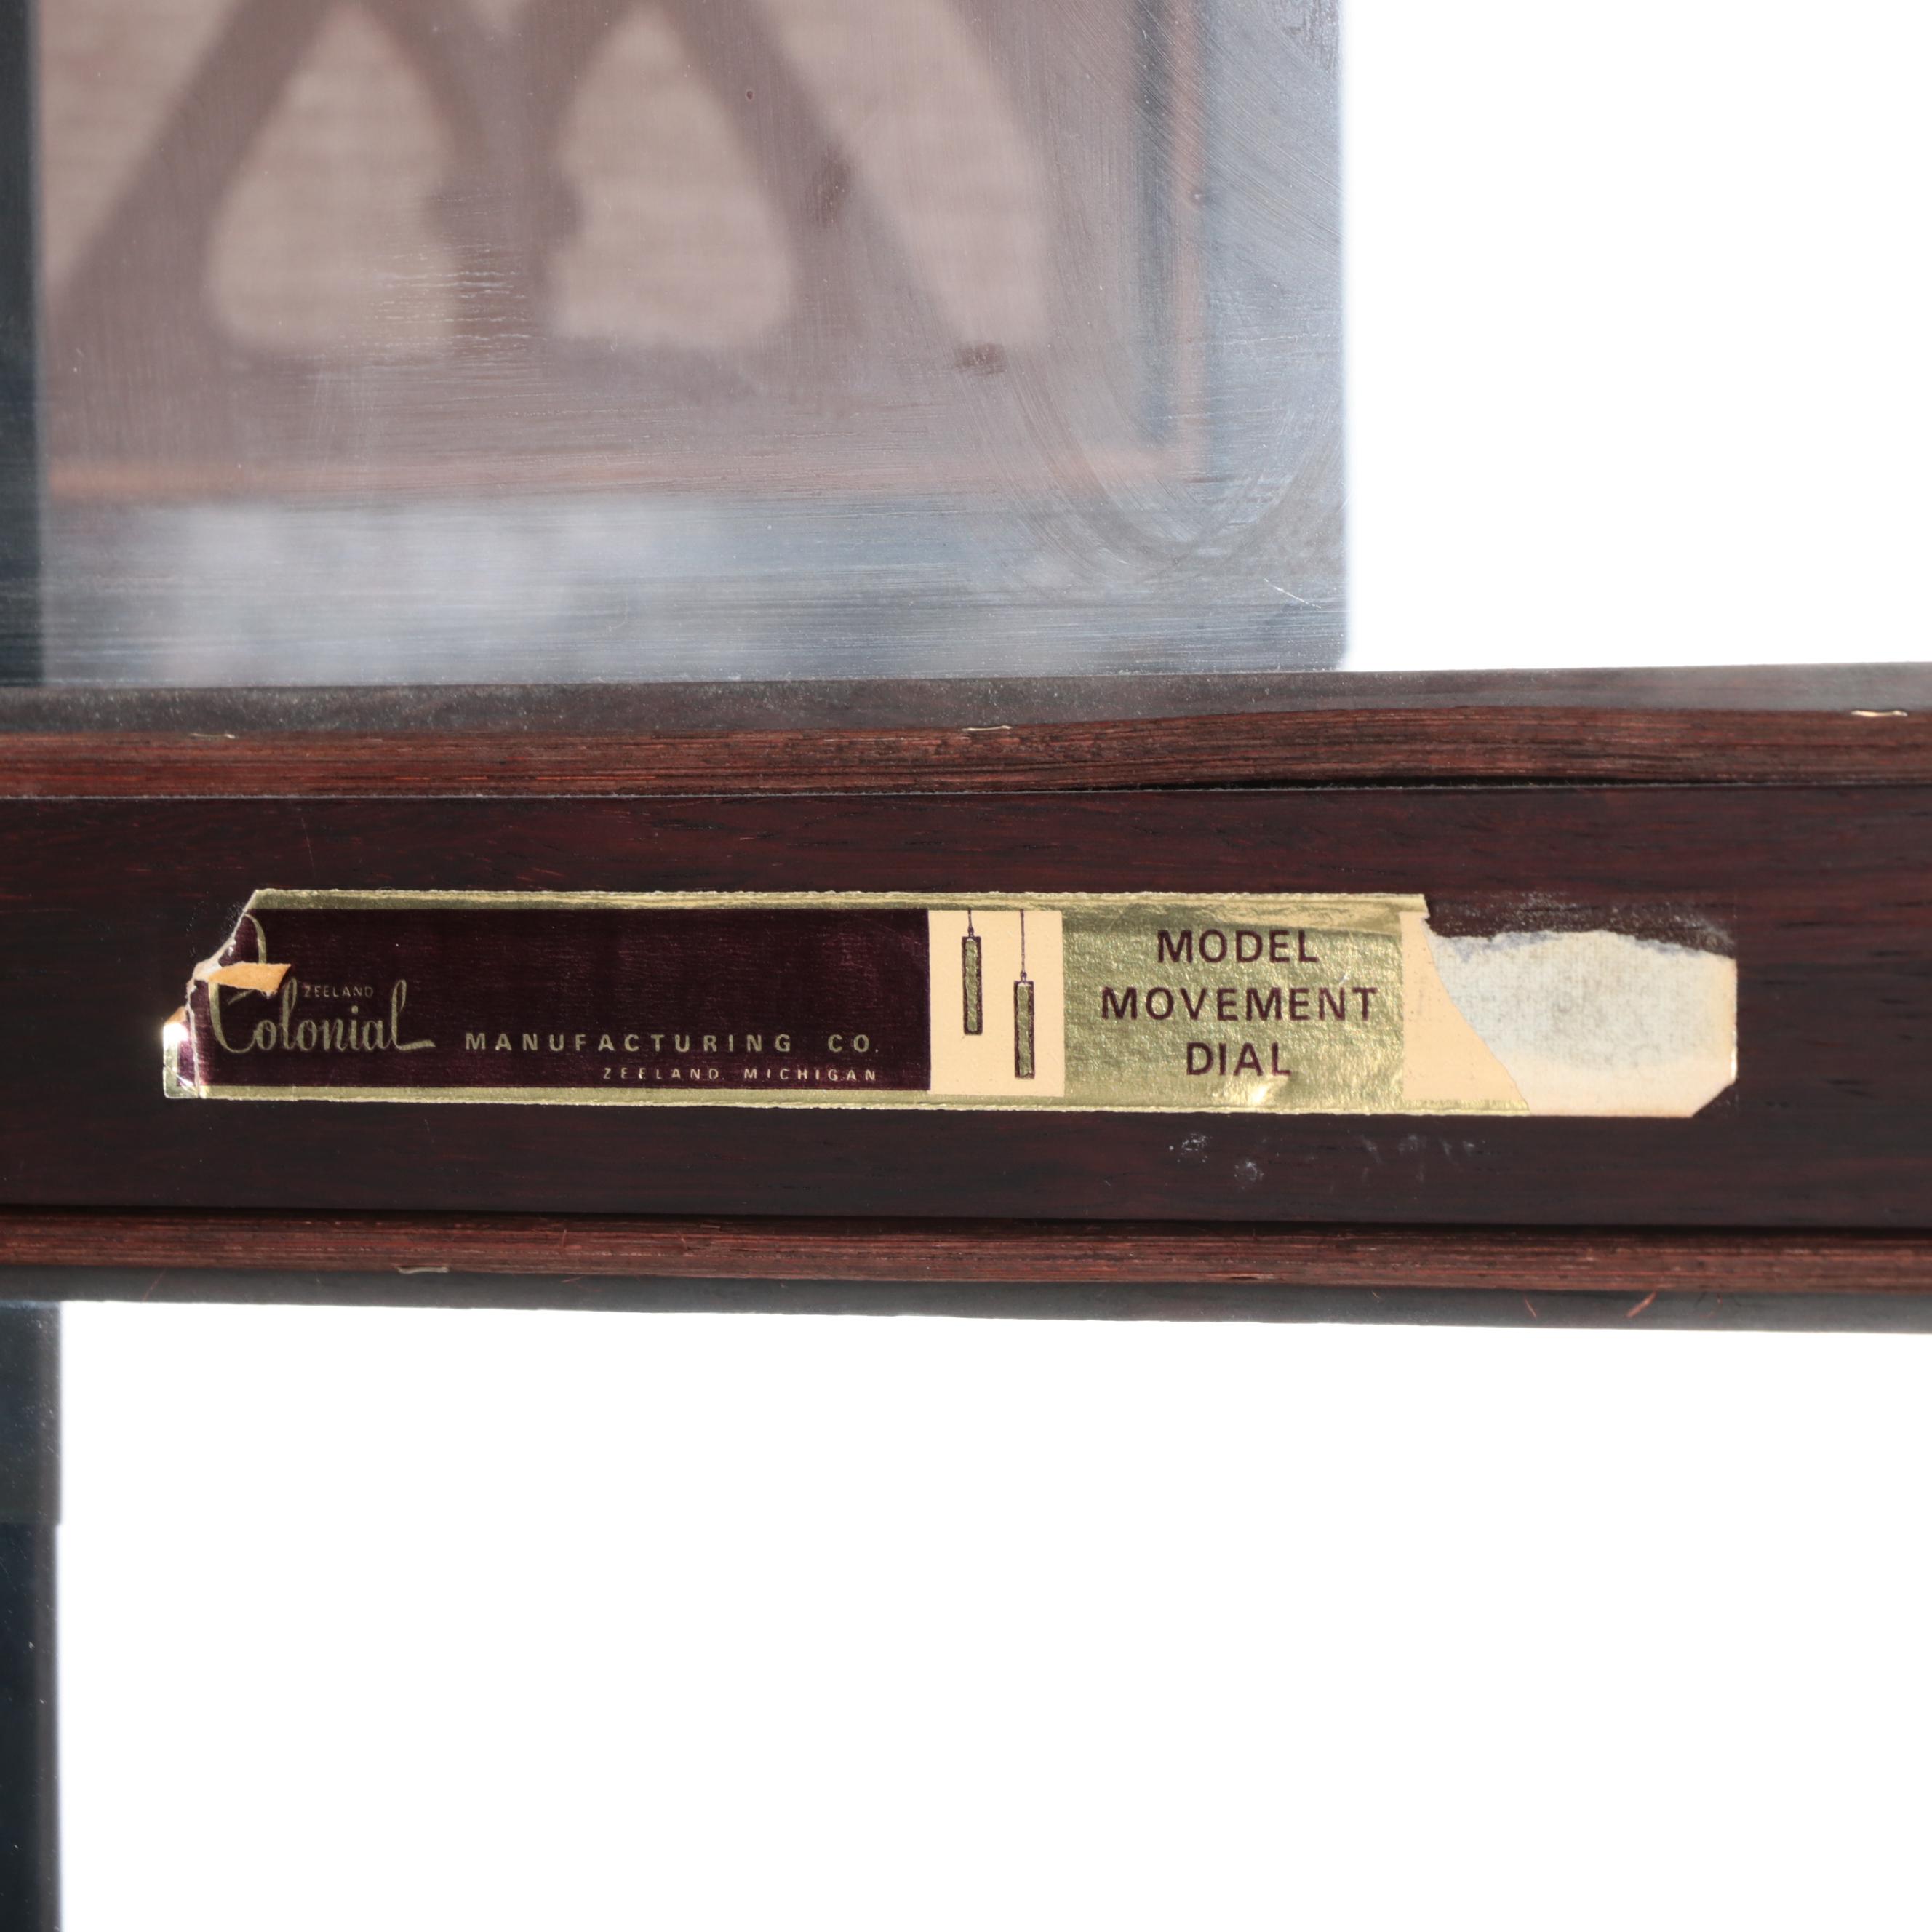 ZEELAND
Colonial MANUFACTURING CO.
ZEELAND MICHIGAN
MODEL
MOVEMENT
DIAL